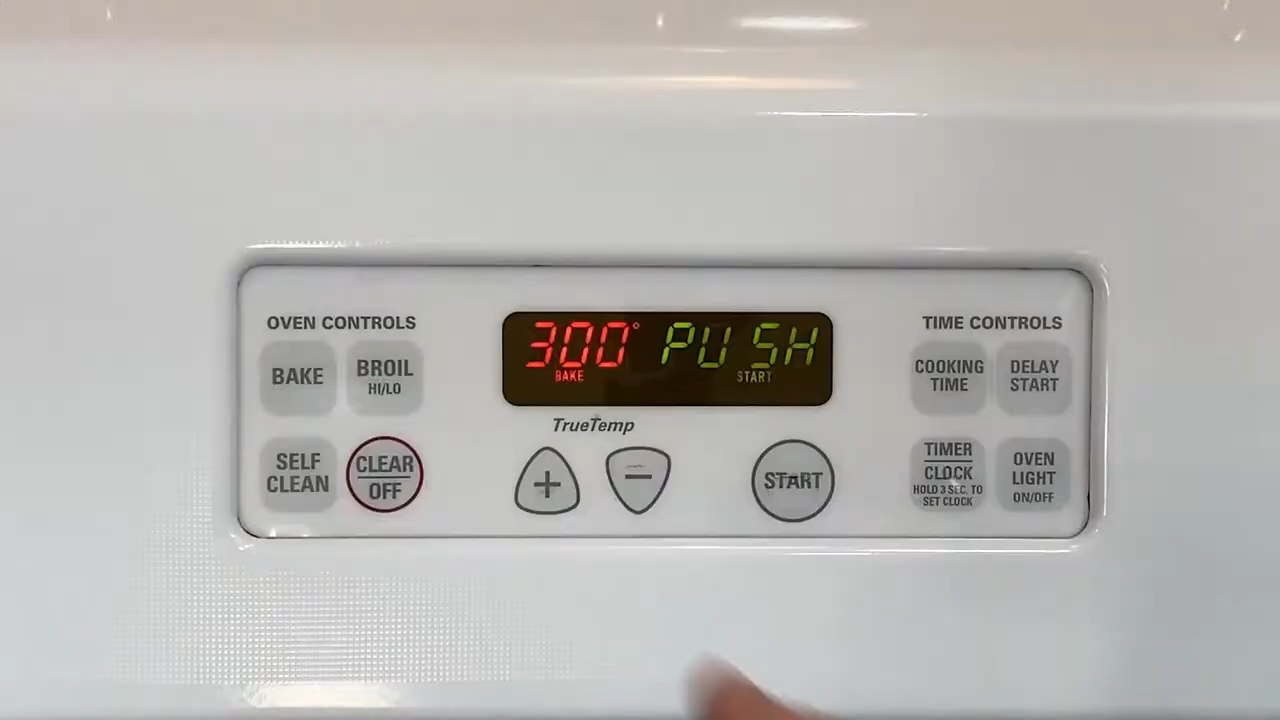 OVEN CONTROLS
BAKE
BROIL
HI/LO
SELF
CLEAN
CLEAR
OFF
300° PUSH
BAKE START
TrueTemp
+ −
START
TIME CONTROLS
COOKING
TIME
DELAY
START
TIMER
CLOCK
HOLD 3 SEC. TO
SET CLOCK
OVEN
LIGHT
ON/OFF